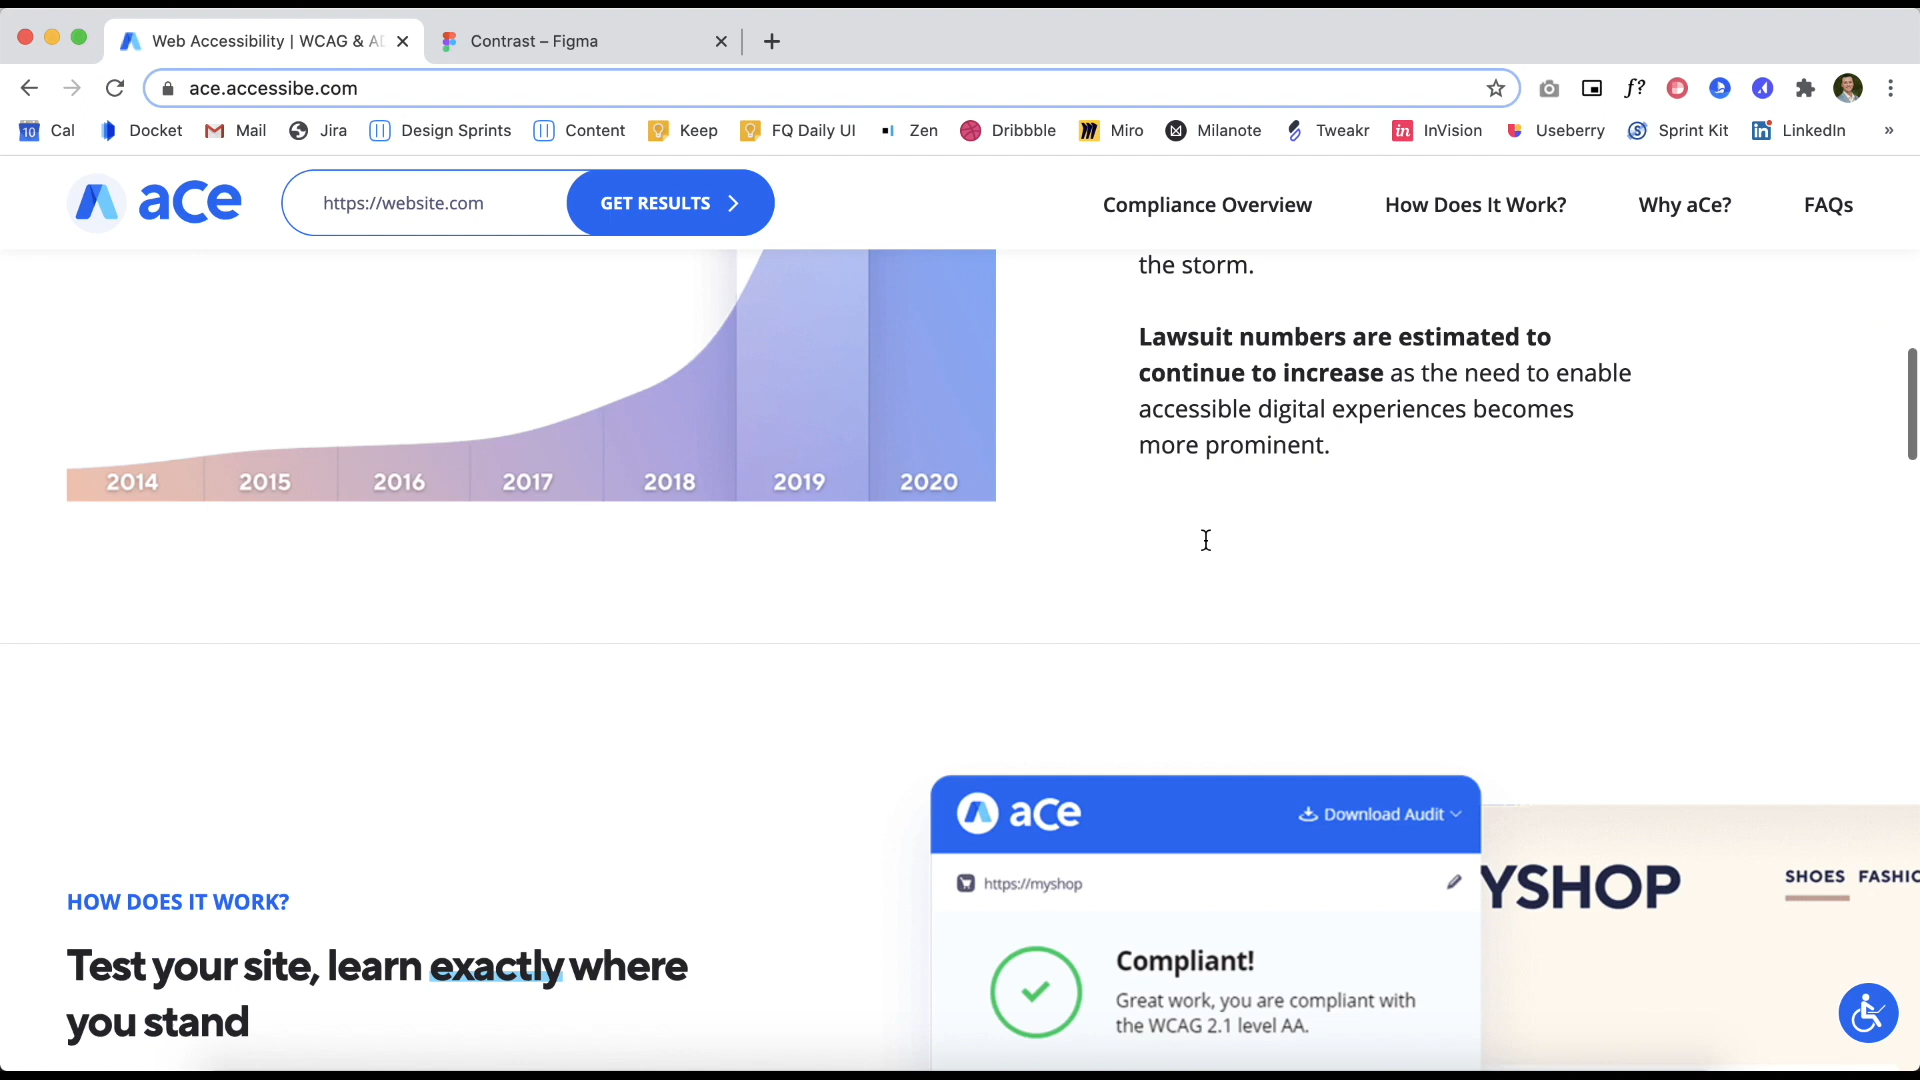 Web Accessibility | WCAG & AD
Contrast – Figma
ace.accessibe.com
Cal
Docket
Mail
Jira
Design Sprints
Content
Keep
FQ Daily UI
Zen
Dribbble
Miro
Milanote
Tweakr
InVision
Useberry
Sprint Kit
LinkedIn
»
aCe
https://website.com
GET RESULTS
Compliance Overview
How Does It Work?
Why aCe?
FAQs
the storm.
Lawsuit numbers are estimated to
continue to increase as the need to enable
accessible digital experiences becomes
more prominent.
2014
2015
2016
2017
2018
2019
2020
HOW DOES IT WORK?
Test your site, learn exactly where
you stand
aCe
Download Audit
https://myshop
Compliant!
Great work, you are compliant with
the WCAG 2.1 level AA.
YSHOP
SHOES
FASHIO